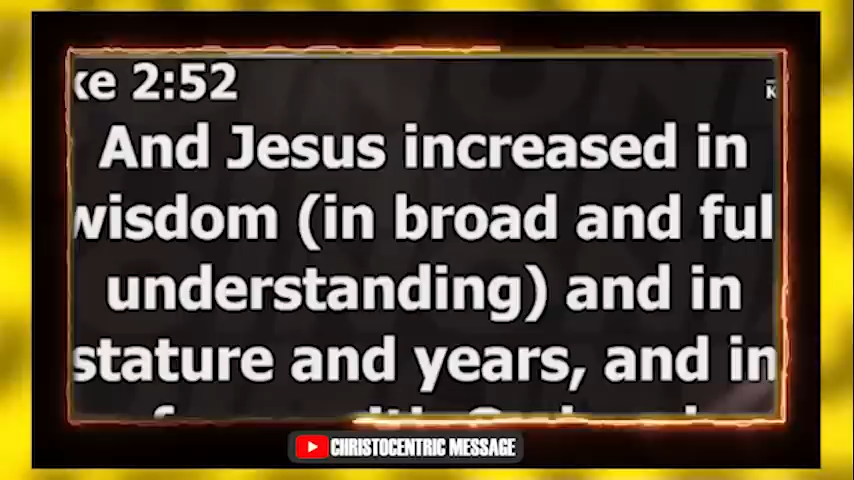 ke 2:52
And Jesus increased in
wisdom (in broad and ful
understanding) and in
stature and years, and in
CHRISTOCENTRIC MESSAGE